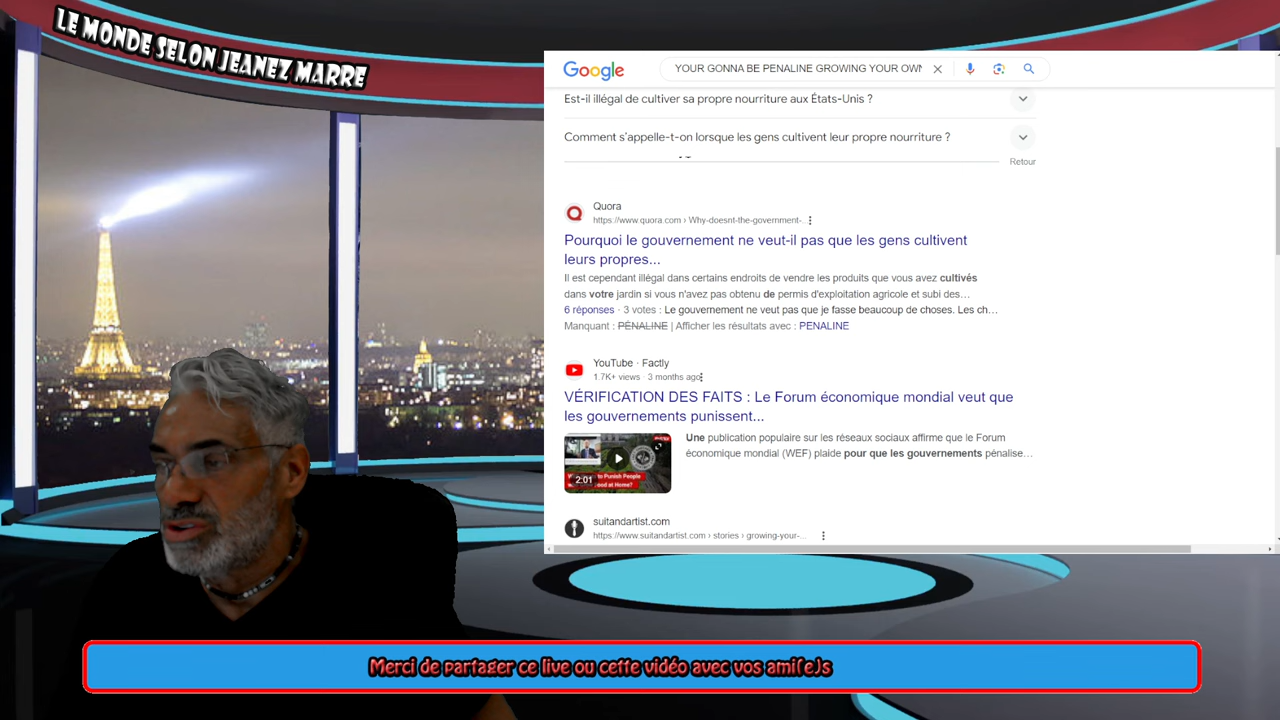 LE MONDE SELON JEANEZ MARRE
Google
YOUR GONNA BE PENALINE GROWING YOUR OWN
Est-il illégal de cultiver sa propre nourriture aux États-Unis ?
Comment s'appelle-t-on lorsque les gens cultivent leur propre nourriture ?
Retour
Quora
https://www.quora.com › Why-doesnt-the-government-
Pourquoi le gouvernement ne veut-il pas que les gens cultivent
leurs propres...
Il est cependant illégal dans certains endroits de vendre les produits que vous avez cultivés
dans votre jardin si vous n'avez pas obtenu de permis d'exploitation agricole et subi des…
6 réponses · 3 votes : Le gouvernement ne veut pas que je fasse beaucoup de choses. Les ch…
Manquant : PÉNALINE | Afficher les résultats avec : PENALINE
YouTube · Factly
1.7K+ views · 3 months ago
VÉRIFICATION DES FAITS : Le Forum économique mondial veut que
les gouvernements punissent...
Une publication populaire sur les réseaux sociaux affirme que le Forum
économique mondial (WEF) plaide pour que les gouvernements pénalise…
to Punish People
2:01
ood at Home?
suitandartist.com
https://www.suitandartist.com › stories › growing-your-...
Merci de partager ce live ou cette vidéo avec vos ami(e)s